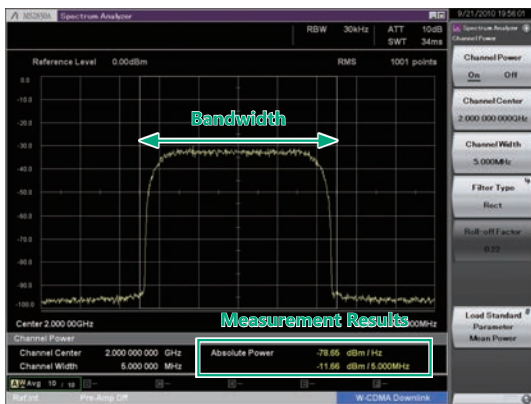 MS2830A Spectrum Analyzer
9/21/2010 19:56:01
RBW 30kHz ATT 10dB
SWT 34ms
Spectrum Analyzer
Channel Power
Reference Level 0.00dBm RMS 1001 points
Channel Power
On Off
0.0
-10.0
Channel Center
2.000 000 000GHz
-20.0
Bandwidth
-30.0
Channel Width
5.000MHz
-40.0
-50.0
Filter Type
Rect
-60.0
-70.0
Roll-off Factor
0.22
-80.0
-90.0
-100.0
Measurement Results
Center 2.000 00GHz
Load Standard
Parameter
Mean Power
Channel Power
Channel Center 2.000 000 000 GHz Absolute Power -78.65 dBm / Hz
Channel Width 5.000 000 MHz -11.66 dBm / 5.000MHz
AW Avg 10 / 10
Ref.Int Pre-Amp Off W-CDMA Downlink